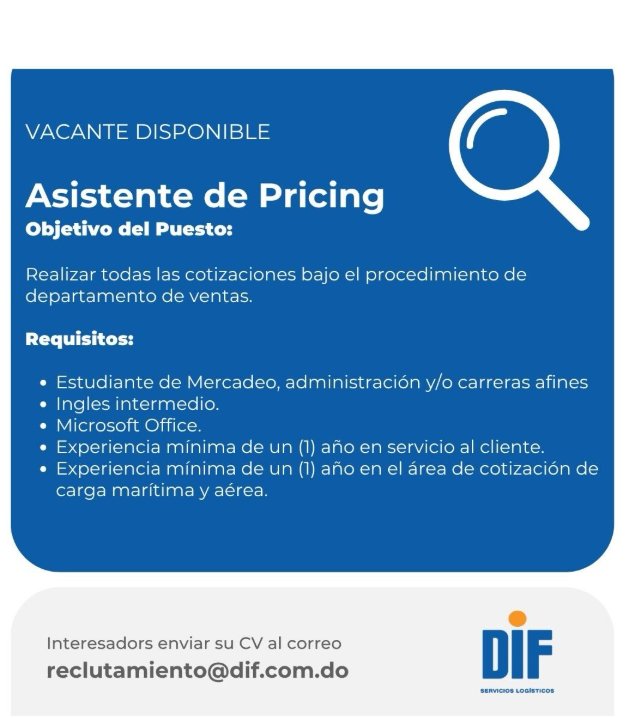 VACANTE DISPONIBLE
Asistente de Pricing
Objetivo del Puesto:
Realizar todas las cotizaciones bajo el procedimiento de
departamento de ventas.
Requisitos:
• Estudiante de Mercadeo, administración y/o carreras afines
• Ingles intermedio.
• Microsoft Office.
• Experiencia mínima de un (1) año en servicio al cliente.
• Experiencia mínima de un (1) año en el área de cotización de
carga marítima y aérea.
Interesadors enviar su CV al correo
reclutamiento@dif.com.do
DIF
SERVICIOS LOGÍSTICOS